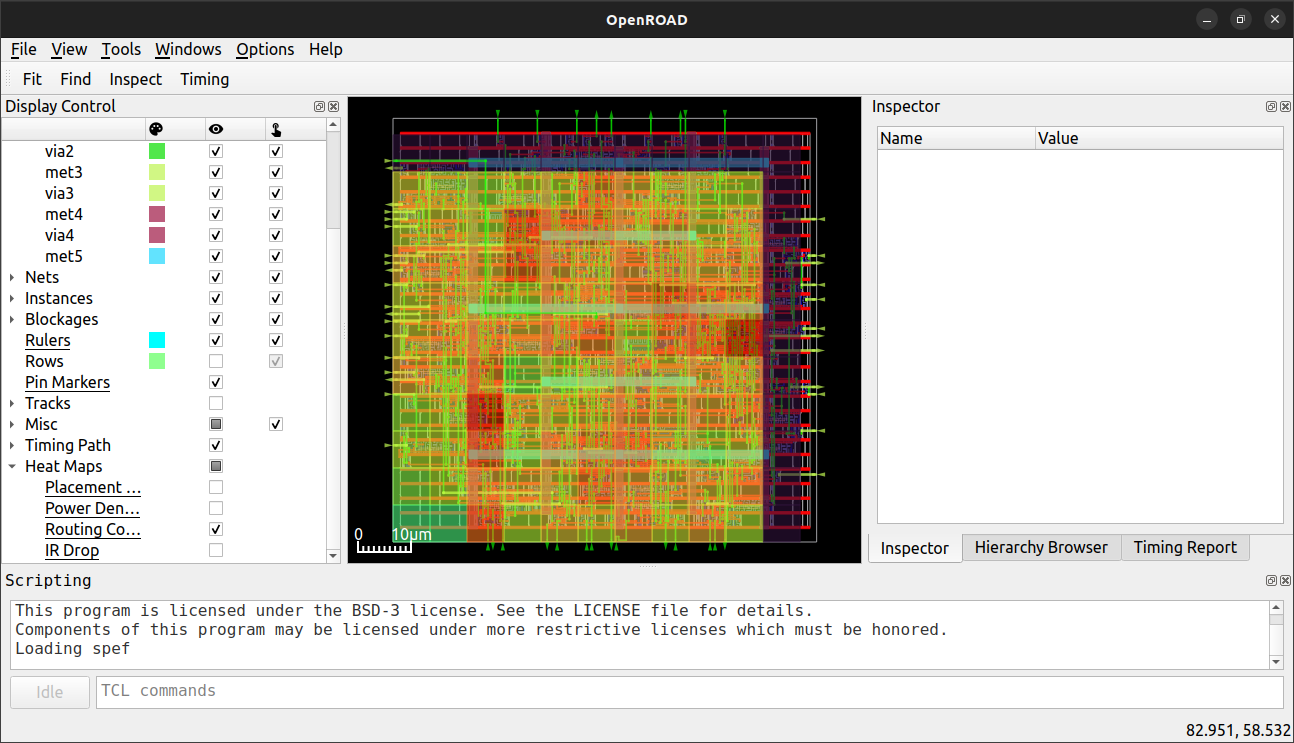 OpenROAD
File View Tools Windows Options Help
Fit Find Inspect Timing
Display Control
via2
met3
via3
met4
via4
met5
Nets
Instances
Blockages
Rulers
Rows
Pin Markers
Tracks
Misc
Timing Path
Heat Maps
Placement ...
Power Den...
Routing Co...
IR Drop
0 10μm
Inspector
Name Value
Inspector Hierarchy Browser Timing Report
Scripting
This program is licensed under the BSD-3 license. See the LICENSE file for details.
Components of this program may be licensed under more restrictive licenses which must be honored.
Loading spef
Idle TCL commands
82.951, 58.532